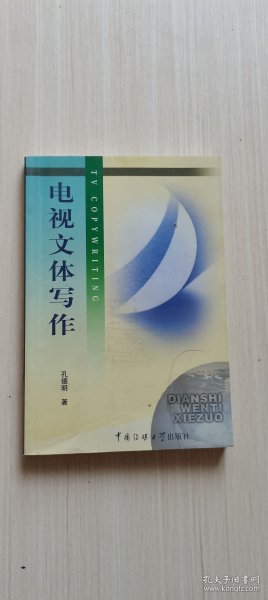 电视文体写作
TV COPYWRITING
孔德明 著
DIANSHI
WENTI
XIEZUO
中国传媒大学出版社
孔夫子旧书网